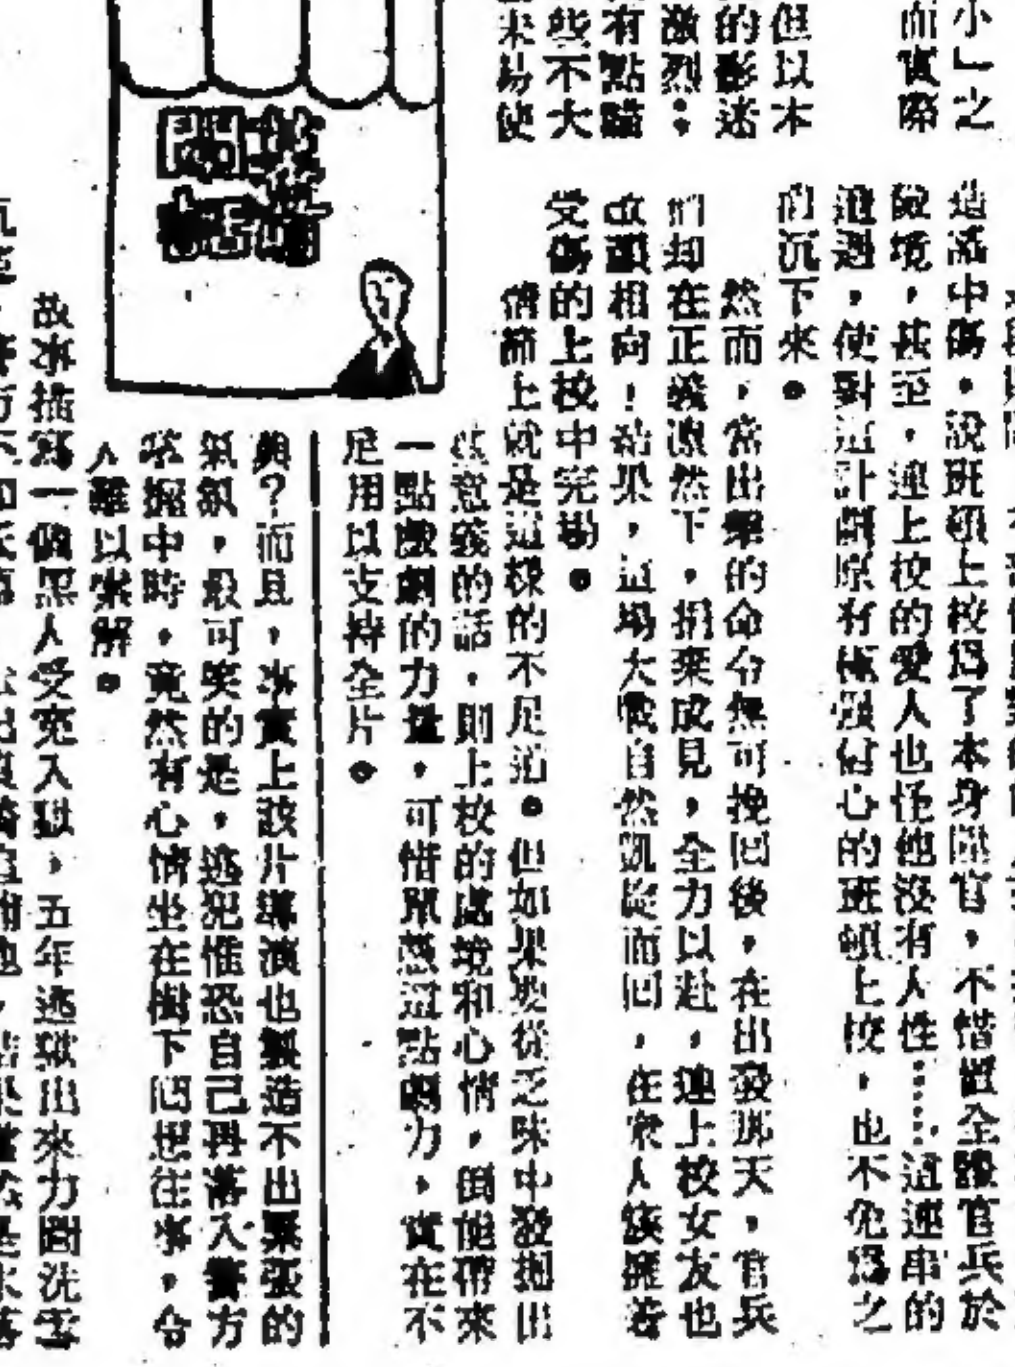 小」之
而實際
但以本
的影迷
激烈：
有點瞄
些不大
未易使
造謠中傷，說班頓上校爲了本身陞官，不惜置全體官兵於
險境，甚至，連上校的愛人也怪他沒有人性……這連串的
遭遇，使對這計劃原有極强信心的班頓上校，也不免爲之
們沉下來。
然而，當出擊的命令無可挽回後，在出發那天，官兵
們却在正義凛然下，捐棄成見，全力以赴，連上校女友也
改顏相向！結果，這場大戰自然凱旋而回，在衆人簇擁着
受傷的上校中完場。
情節上就是這樣的不足道。但如果要從乏味中發掘出
些意義的話，則上校的處境和心情，倒能帶來
一點戲劇的力量，可惜單憑這點劇力，實在不
足用以支持全片。
典？而且，事實上該片導演也製造不出緊張的
氣氛，最可笑的是，逃犯惟恐自己再落入警方
掌握中時，竟然有心情坐在樹下回想往事，令
人難以索解。
故事描寫一個黑人受冤入獄，五年逃獄出來力圖洗雪